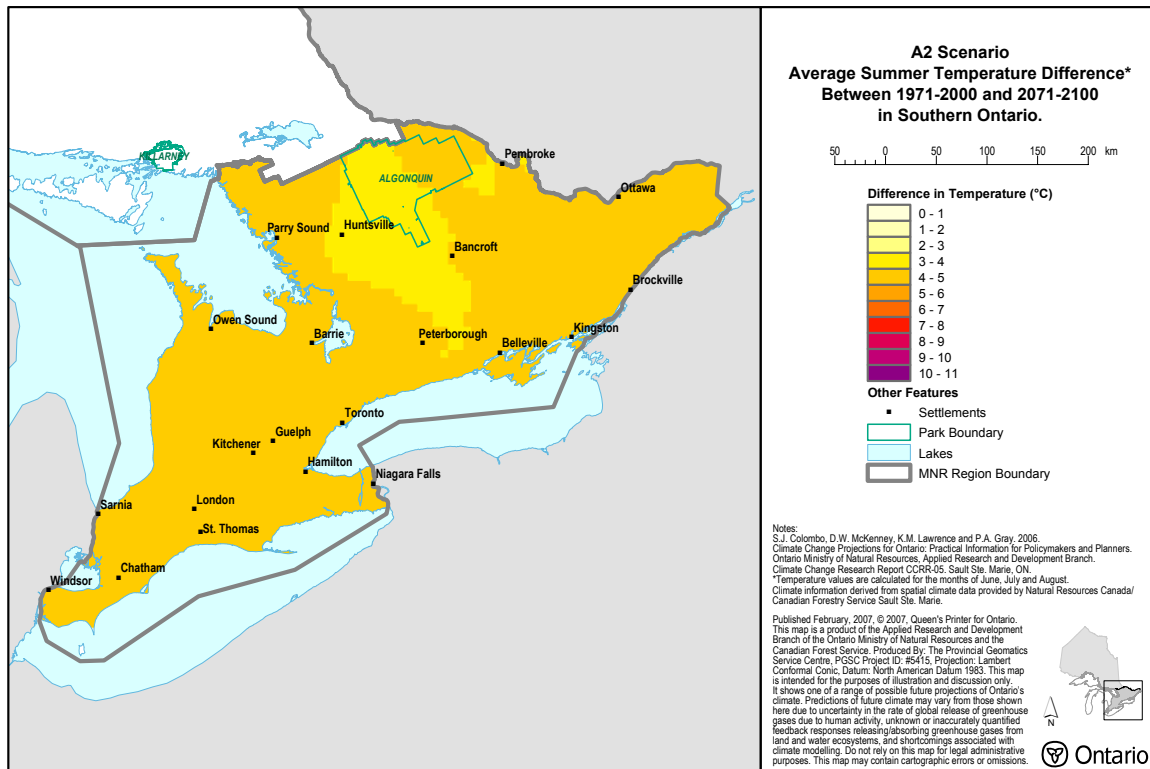 A2 Scenario
Average Summer Temperature Difference*
Between 1971-2000 and 2071-2100
in Southern Ontario.
50 0 50 100 150 200 km
Difference in Temperature (°C)
0 - 1
1 - 2
2 - 3
3 - 4
4 - 5
5 - 6
6 - 7
7 - 8
8 - 9
9 - 10
10 - 11
Other Features
Settlements
Park Boundary
Lakes
MNR Region Boundary
Notes:
S.J. Colombo, D.W. McKenney, K.M. Lawrence and P.A. Gray. 2006.
Climate Change Projections for Ontario: Practical Information for Policymakers and Planners.
Ontario Ministry of Natural Resources, Applied Research and Development Branch.
Climate Change Research Report CCRR-05. Sault Ste. Marie, ON.
*Temperature values are calculated for the months of June, July and August.
Climate information derived from spatial climate data provided by Natural Resources Canada/
Canadian Forestry Service Sault Ste. Marie.
Published February, 2007, © 2007, Queen's Printer for Ontario.
This map is a product of the Applied Research and Development
Branch of the Ontario Ministry of Natural Resources and the
Canadian Forest Service. Produced By: The Provincial Geomatics
Service Centre, PGSC Project ID: #5415, Projection: Lambert
Conformal Conic, Datum: North American Datum 1983. This map
is intended for the purposes of illustration and discussion only.
It shows one of a range of possible future projections of Ontario's
climate. Predictions of future climate may vary from those shown
here due to uncertainty in the rate of global release of greenhouse
gases due to human activity, unknown or inaccurately quantified
feedback responses releasing/absorbing greenhouse gases from
land and water ecosystems, and shortcomings associated with
climate modelling. Do not rely on this map for legal administrative
purposes. This map may contain cartographic errors or omissions.
N
Ontario
KILLARNEY
Pembroke
ALGONQUIN
Ottawa
Parry Sound
Huntsville
Bancroft
Brockville
Owen Sound
Barrie
Peterborough
Belleville
Kingston
Toronto
Guelph
Kitchener
Hamilton
Niagara Falls
Sarnia
London
St. Thomas
Chatham
Windsor